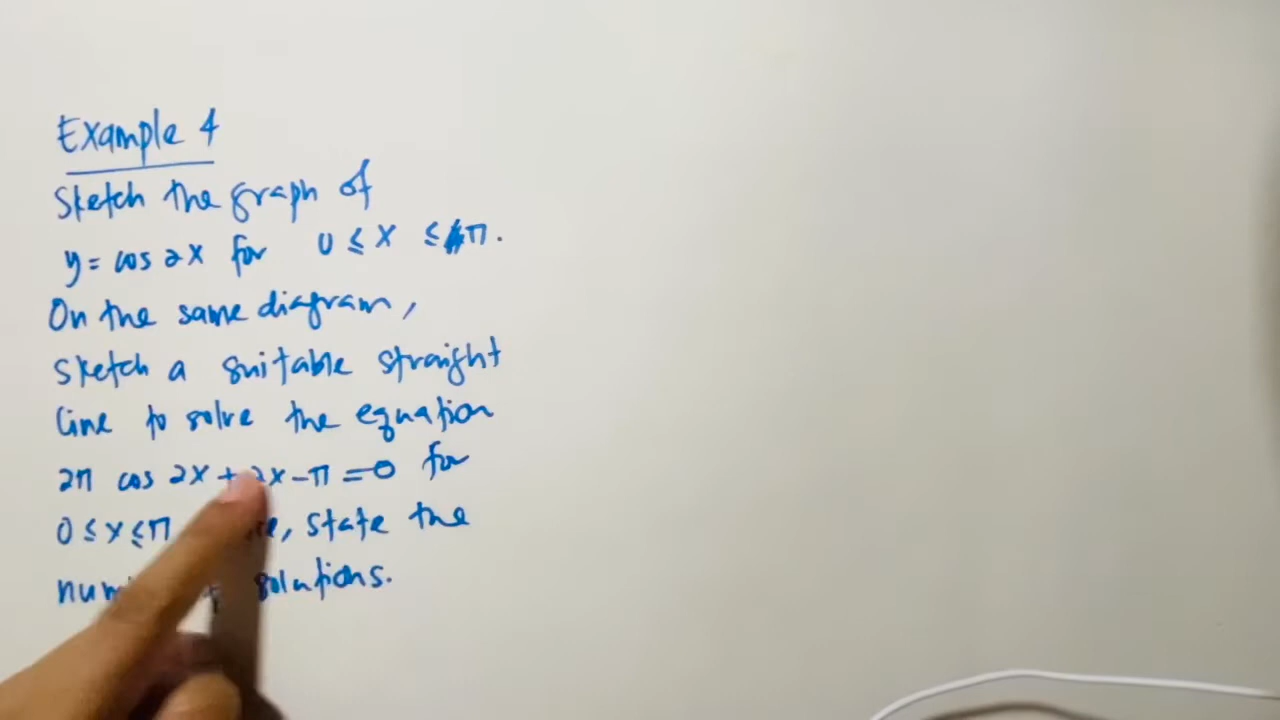 Example 4
Sketch the graph of
y = cos 2x for 0 ≤ x ≤ π.
On the same diagram,
sketch a suitable straight
line to solve the equation
2π cos 2x + 2x - π = 0 for
0 ≤ x ≤ π state the
solutions.